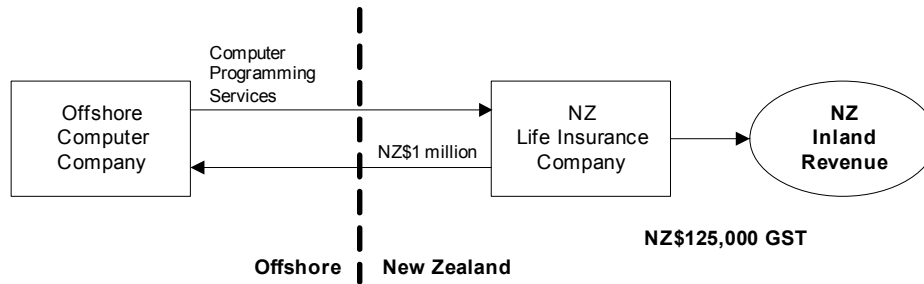 Computer
Programming
Services
Offshore
Computer
Company
NZ$1 million
NZ
Life Insurance
Company
NZ
Inland
Revenue
NZ$125,000 GST
Offshore
New Zealand